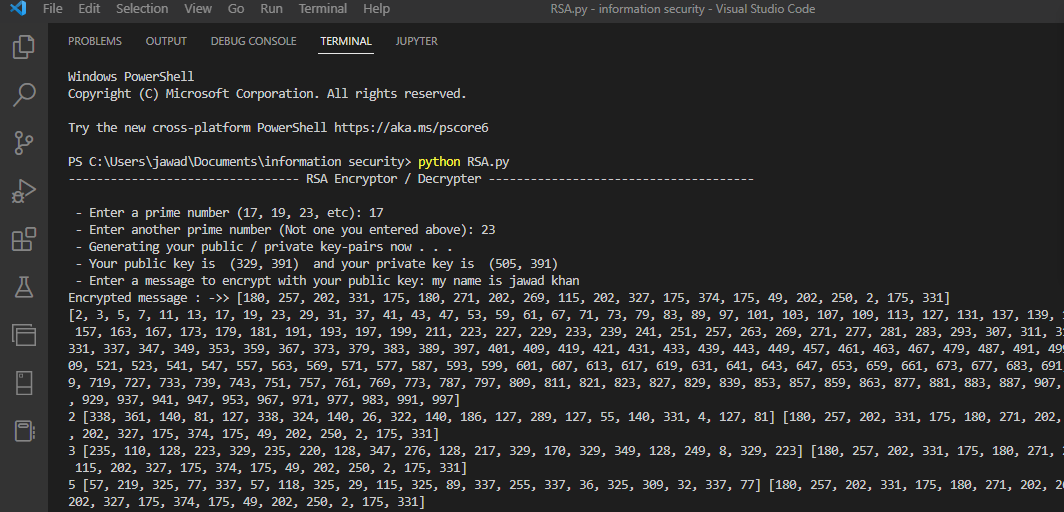 File Edit Selection View Go Run Terminal Help RSA.py - information security - Visual Studio Code
PROBLEMS OUTPUT DEBUG CONSOLE TERMINAL JUPYTER
Windows PowerShell
Copyright (C) Microsoft Corporation. All rights reserved.
Try the new cross-platform PowerShell https://aka.ms/pscore6
PS C:\Users\jawad\Documents\information security> python RSA.py
--------------------------------- RSA Encryptor / Decrypter --------------------------------------
- Enter a prime number (17, 19, 23, etc): 17
- Enter another prime number (Not one you entered above): 23
- Generating your public / private key-pairs now . . .
- Your public key is (329, 391) and your private key is (505, 391)
- Enter a message to encrypt with your public key: my name is jawad khan
Encrypted message : ->> [180, 257, 202, 331, 175, 180, 271, 202, 269, 115, 202, 327, 175, 374, 175, 49, 202, 250, 2, 175, 331]
[2, 3, 5, 7, 11, 13, 17, 19, 23, 29, 31, 37, 41, 43, 47, 53, 59, 61, 67, 71, 73, 79, 83, 89, 97, 101, 103, 107, 109, 113, 127, 131, 137, 139,
157, 163, 167, 173, 179, 181, 191, 193, 197, 199, 211, 223, 227, 229, 233, 239, 241, 251, 257, 263, 269, 271, 277, 281, 283, 293, 307, 311,
331, 337, 347, 349, 353, 359, 367, 373, 379, 383, 389, 397, 401, 409, 419, 421, 431, 433, 439, 443, 449, 457, 461, 463, 467, 479, 487, 491,
09, 521, 523, 541, 547, 557, 563, 569, 571, 577, 587, 593, 599, 601, 607, 613, 617, 619, 631, 641, 643, 647, 653, 659, 661, 673, 677, 683, 691,
9, 719, 727, 733, 739, 743, 751, 757, 761, 769, 773, 787, 797, 809, 811, 821, 823, 827, 829, 839, 853, 857, 859, 863, 877, 881, 883, 887, 907,
, 929, 937, 941, 947, 953, 967, 971, 977, 983, 991, 997]
2 [338, 361, 140, 81, 127, 338, 324, 140, 26, 322, 140, 186, 127, 289, 127, 55, 140, 331, 4, 127, 81] [180, 257, 202, 331, 175, 180, 271, 202,
, 202, 327, 175, 374, 175, 49, 202, 250, 2, 175, 331]
3 [235, 110, 128, 223, 329, 235, 220, 128, 347, 276, 128, 217, 329, 170, 329, 349, 128, 249, 8, 329, 223] [180, 257, 202, 331, 175, 180, 271,
115, 202, 327, 175, 374, 175, 49, 202, 250, 2, 175, 331]
5 [57, 219, 325, 77, 337, 57, 118, 325, 29, 115, 325, 89, 337, 255, 337, 36, 325, 309, 32, 337, 77] [180, 257, 202, 331, 175, 180, 271, 202,
202, 327, 175, 374, 175, 49, 202, 250, 2, 175, 331]